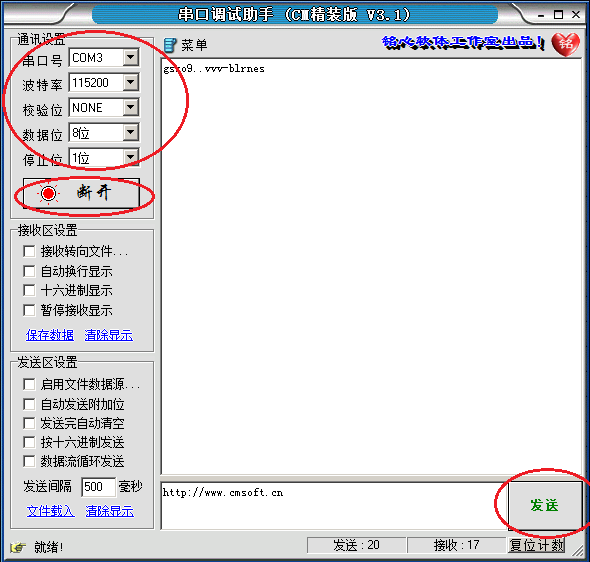 串口调试助手 (CM精装版 V3.1)
通讯设置
串口号 COM3
波特率 115200
校验位 NONE
数据位 8位
停止位 1位
断开
接收区设置
接收转向文件...
自动换行显示
十六进制显示
暂停接收显示
保存数据 清除显示
发送区设置
启用文件数据源...
自动发送附加位
发送完自动清空
按十六进制发送
数据流循环发送
发送间隔 500 毫秒
文件载入 清除显示
菜单
铭心软体工作室出品! 铭
gsro9..vvv-blrnes
http://www.cmsoft.cn
发送
就绪!
发送 : 20
接收 : 17
复位计数